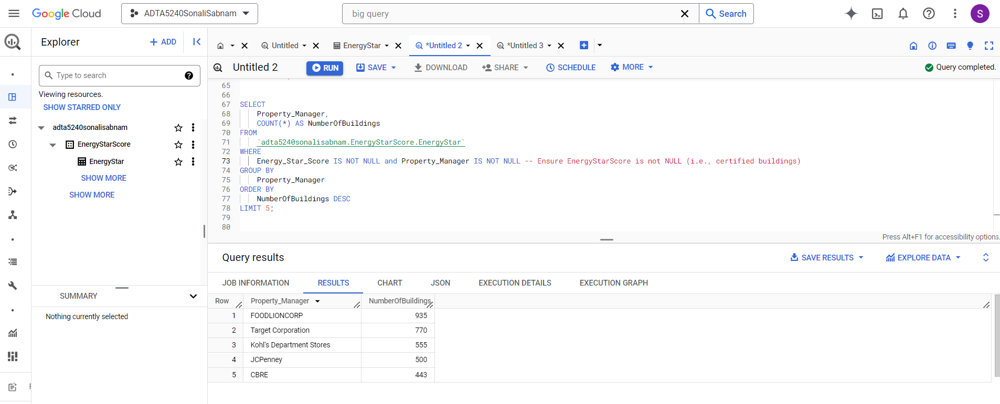 Google Cloud
ADTA5240SonaliSabnam
big query
Search
S
Explorer
ADD
Type to search
Viewing resources.
SHOW STARRED ONLY
adta5240sonalisabnam
EnergyStarScore
EnergyStar
SHOW MORE
SHOW MORE
SUMMARY
Nothing currently selected
Untitled
EnergyStar
*Untitled 2
*Untitled 3
Untitled 2
RUN
SAVE
DOWNLOAD
SHARE
SCHEDULE
MORE
Query completed.
65
66
67 SELECT
68 Property_Manager,
69 COUNT(*) AS NumberOfBuildings
70 FROM
71 `adta5240sonalisabnam.EnergyStarScore.EnergyStar`
72 WHERE
73 Energy_Star_Score IS NOT NULL and Property_Manager IS NOT NULL -- Ensure EnergyStarScore is not NULL (i.e., certified buildings)
74 GROUP BY
75 Property_Manager
76 ORDER BY
77 NumberOfBuildings DESC
78 LIMIT 5;
79
80
Press Alt+F1 for accessibility options.
Query results
SAVE RESULTS
EXPLORE DATA
JOB INFORMATION
RESULTS
CHART
JSON
EXECUTION DETAILS
EXECUTION GRAPH
Row Property_Manager NumberOfBuildings
1 FOODLIONCORP 935
2 Target Corporation 770
3 Kohl's Department Stores 555
4 JCPenney 500
5 CBRE 443